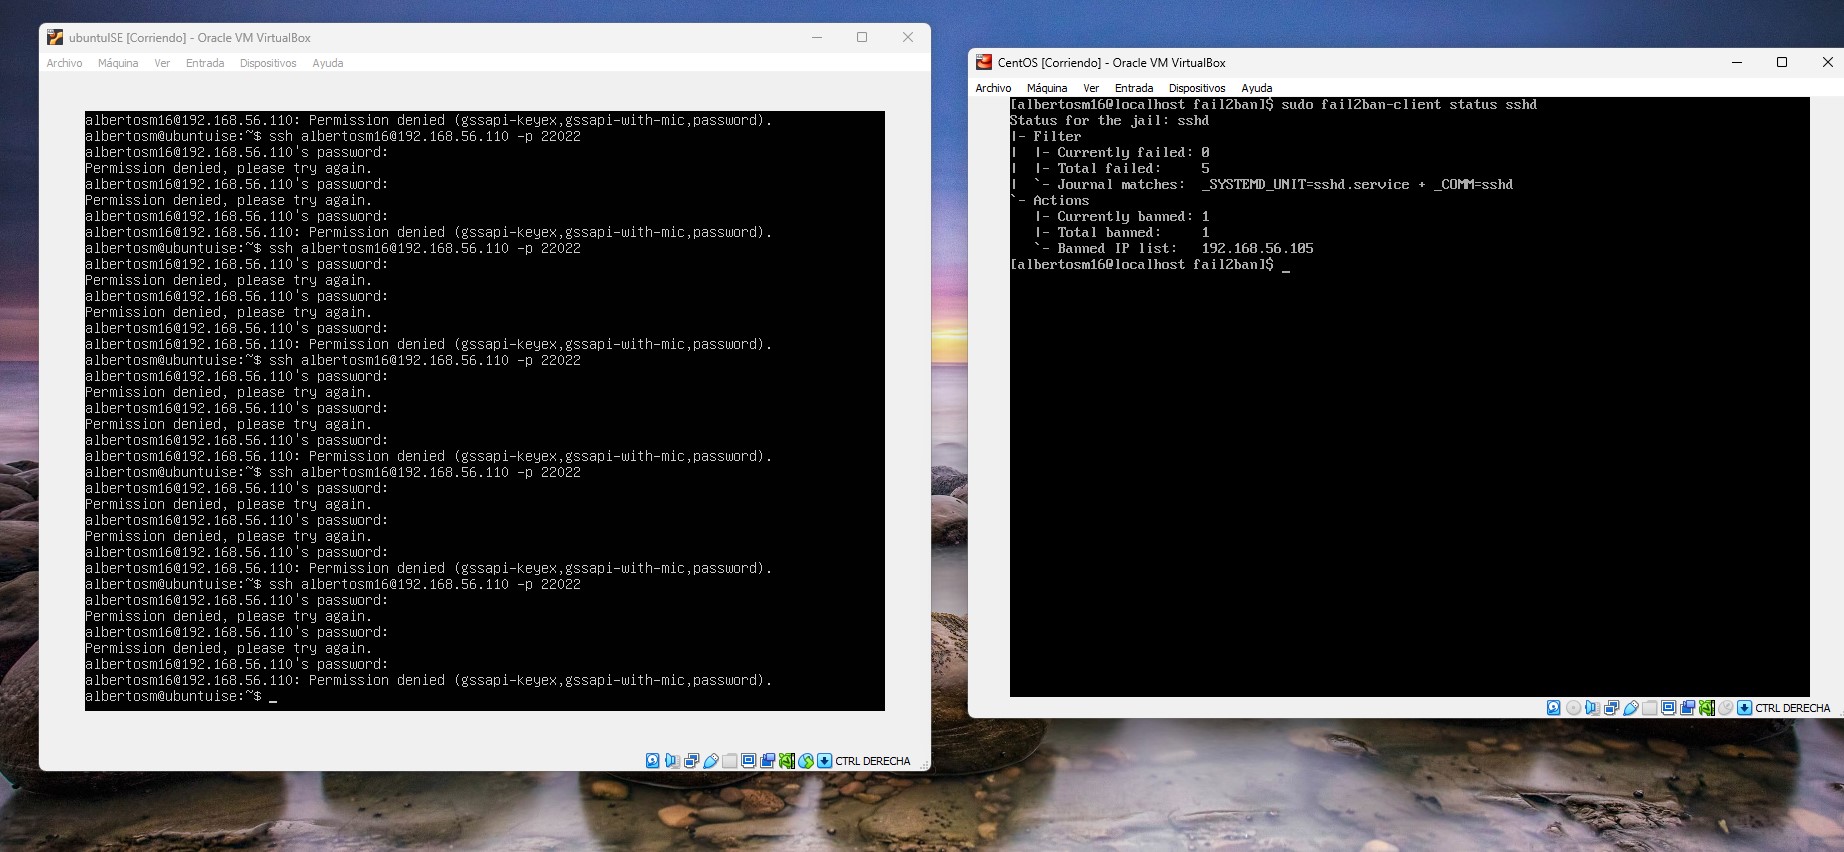 ubuntuISE [Corriendo] - Oracle VM VirtualBox
Archivo Máquina Ver Entrada Dispositivos Ayuda
albertosm16@192.168.56.110: Permission denied (gssapi-keyex,gssapi-with-mic,password).
albertosm@ubuntuise:~$ ssh albertosm16@192.168.56.110 -p 22022
albertosm16@192.168.56.110's password:
Permission denied, please try again.
albertosm16@192.168.56.110's password:
Permission denied, please try again.
albertosm16@192.168.56.110's password:
albertosm16@192.168.56.110: Permission denied (gssapi-keyex,gssapi-with-mic,password).
albertosm@ubuntuise:~$ ssh albertosm16@192.168.56.110 -p 22022
albertosm16@192.168.56.110's password:
Permission denied, please try again.
albertosm16@192.168.56.110's password:
Permission denied, please try again.
albertosm16@192.168.56.110's password:
albertosm16@192.168.56.110: Permission denied (gssapi-keyex,gssapi-with-mic,password).
albertosm@ubuntuise:~$ ssh albertosm16@192.168.56.110 -p 22022
albertosm16@192.168.56.110's password:
Permission denied, please try again.
albertosm16@192.168.56.110's password:
Permission denied, please try again.
albertosm16@192.168.56.110's password:
albertosm16@192.168.56.110: Permission denied (gssapi-keyex,gssapi-with-mic,password).
albertosm@ubuntuise:~$ ssh albertosm16@192.168.56.110 -p 22022
albertosm16@192.168.56.110's password:
Permission denied, please try again.
albertosm16@192.168.56.110's password:
Permission denied, please try again.
albertosm16@192.168.56.110's password:
albertosm16@192.168.56.110: Permission denied (gssapi-keyex,gssapi-with-mic,password).
albertosm@ubuntuise:~$ ssh albertosm16@192.168.56.110 -p 22022
albertosm16@192.168.56.110's password:
Permission denied, please try again.
albertosm16@192.168.56.110's password:
Permission denied, please try again.
albertosm16@192.168.56.110's password:
albertosm16@192.168.56.110: Permission denied (gssapi-keyex,gssapi-with-mic,password).
albertosm@ubuntuise:~$ _
CTRL DERECHA
CentOS [Corriendo] - Oracle VM VirtualBox
Archivo Máquina Ver Entrada Dispositivos Ayuda
[albertosm16@localhost fail2ban]$ sudo fail2ban-client status sshd
Status for the jail: sshd
|- Filter
|  |- Currently failed: 0
|  |- Total failed:     5
|  `- Journal matches:  _SYSTEMD_UNIT=sshd.service + _COMM=sshd
`- Actions
   |- Currently banned: 1
   |- Total banned:     1
   `- Banned IP list:   192.168.56.105
[albertosm16@localhost fail2ban]$ _
CTRL DERECHA